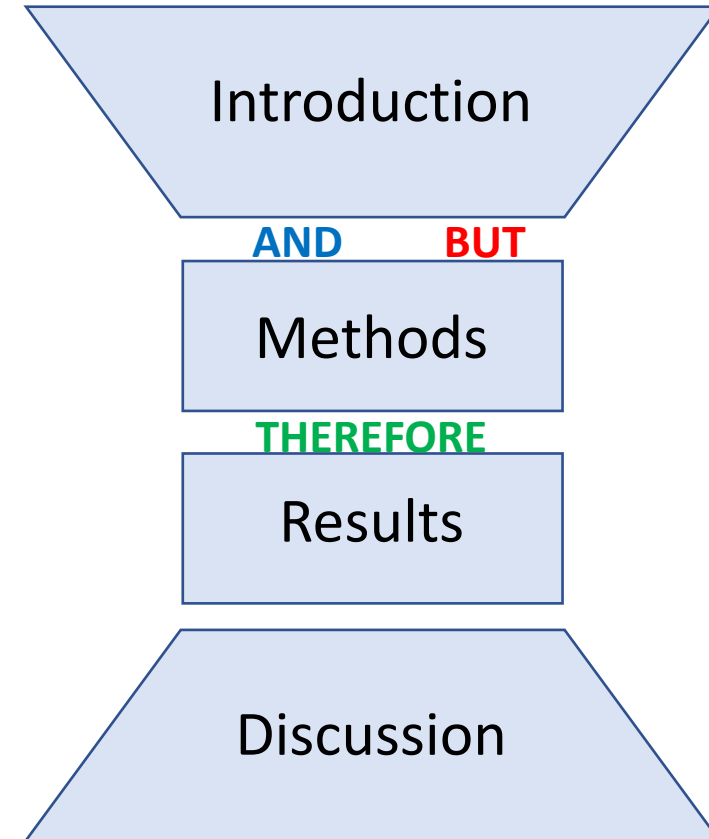 Introduction
AND BUT
Methods
THEREFORE
Results
Discussion